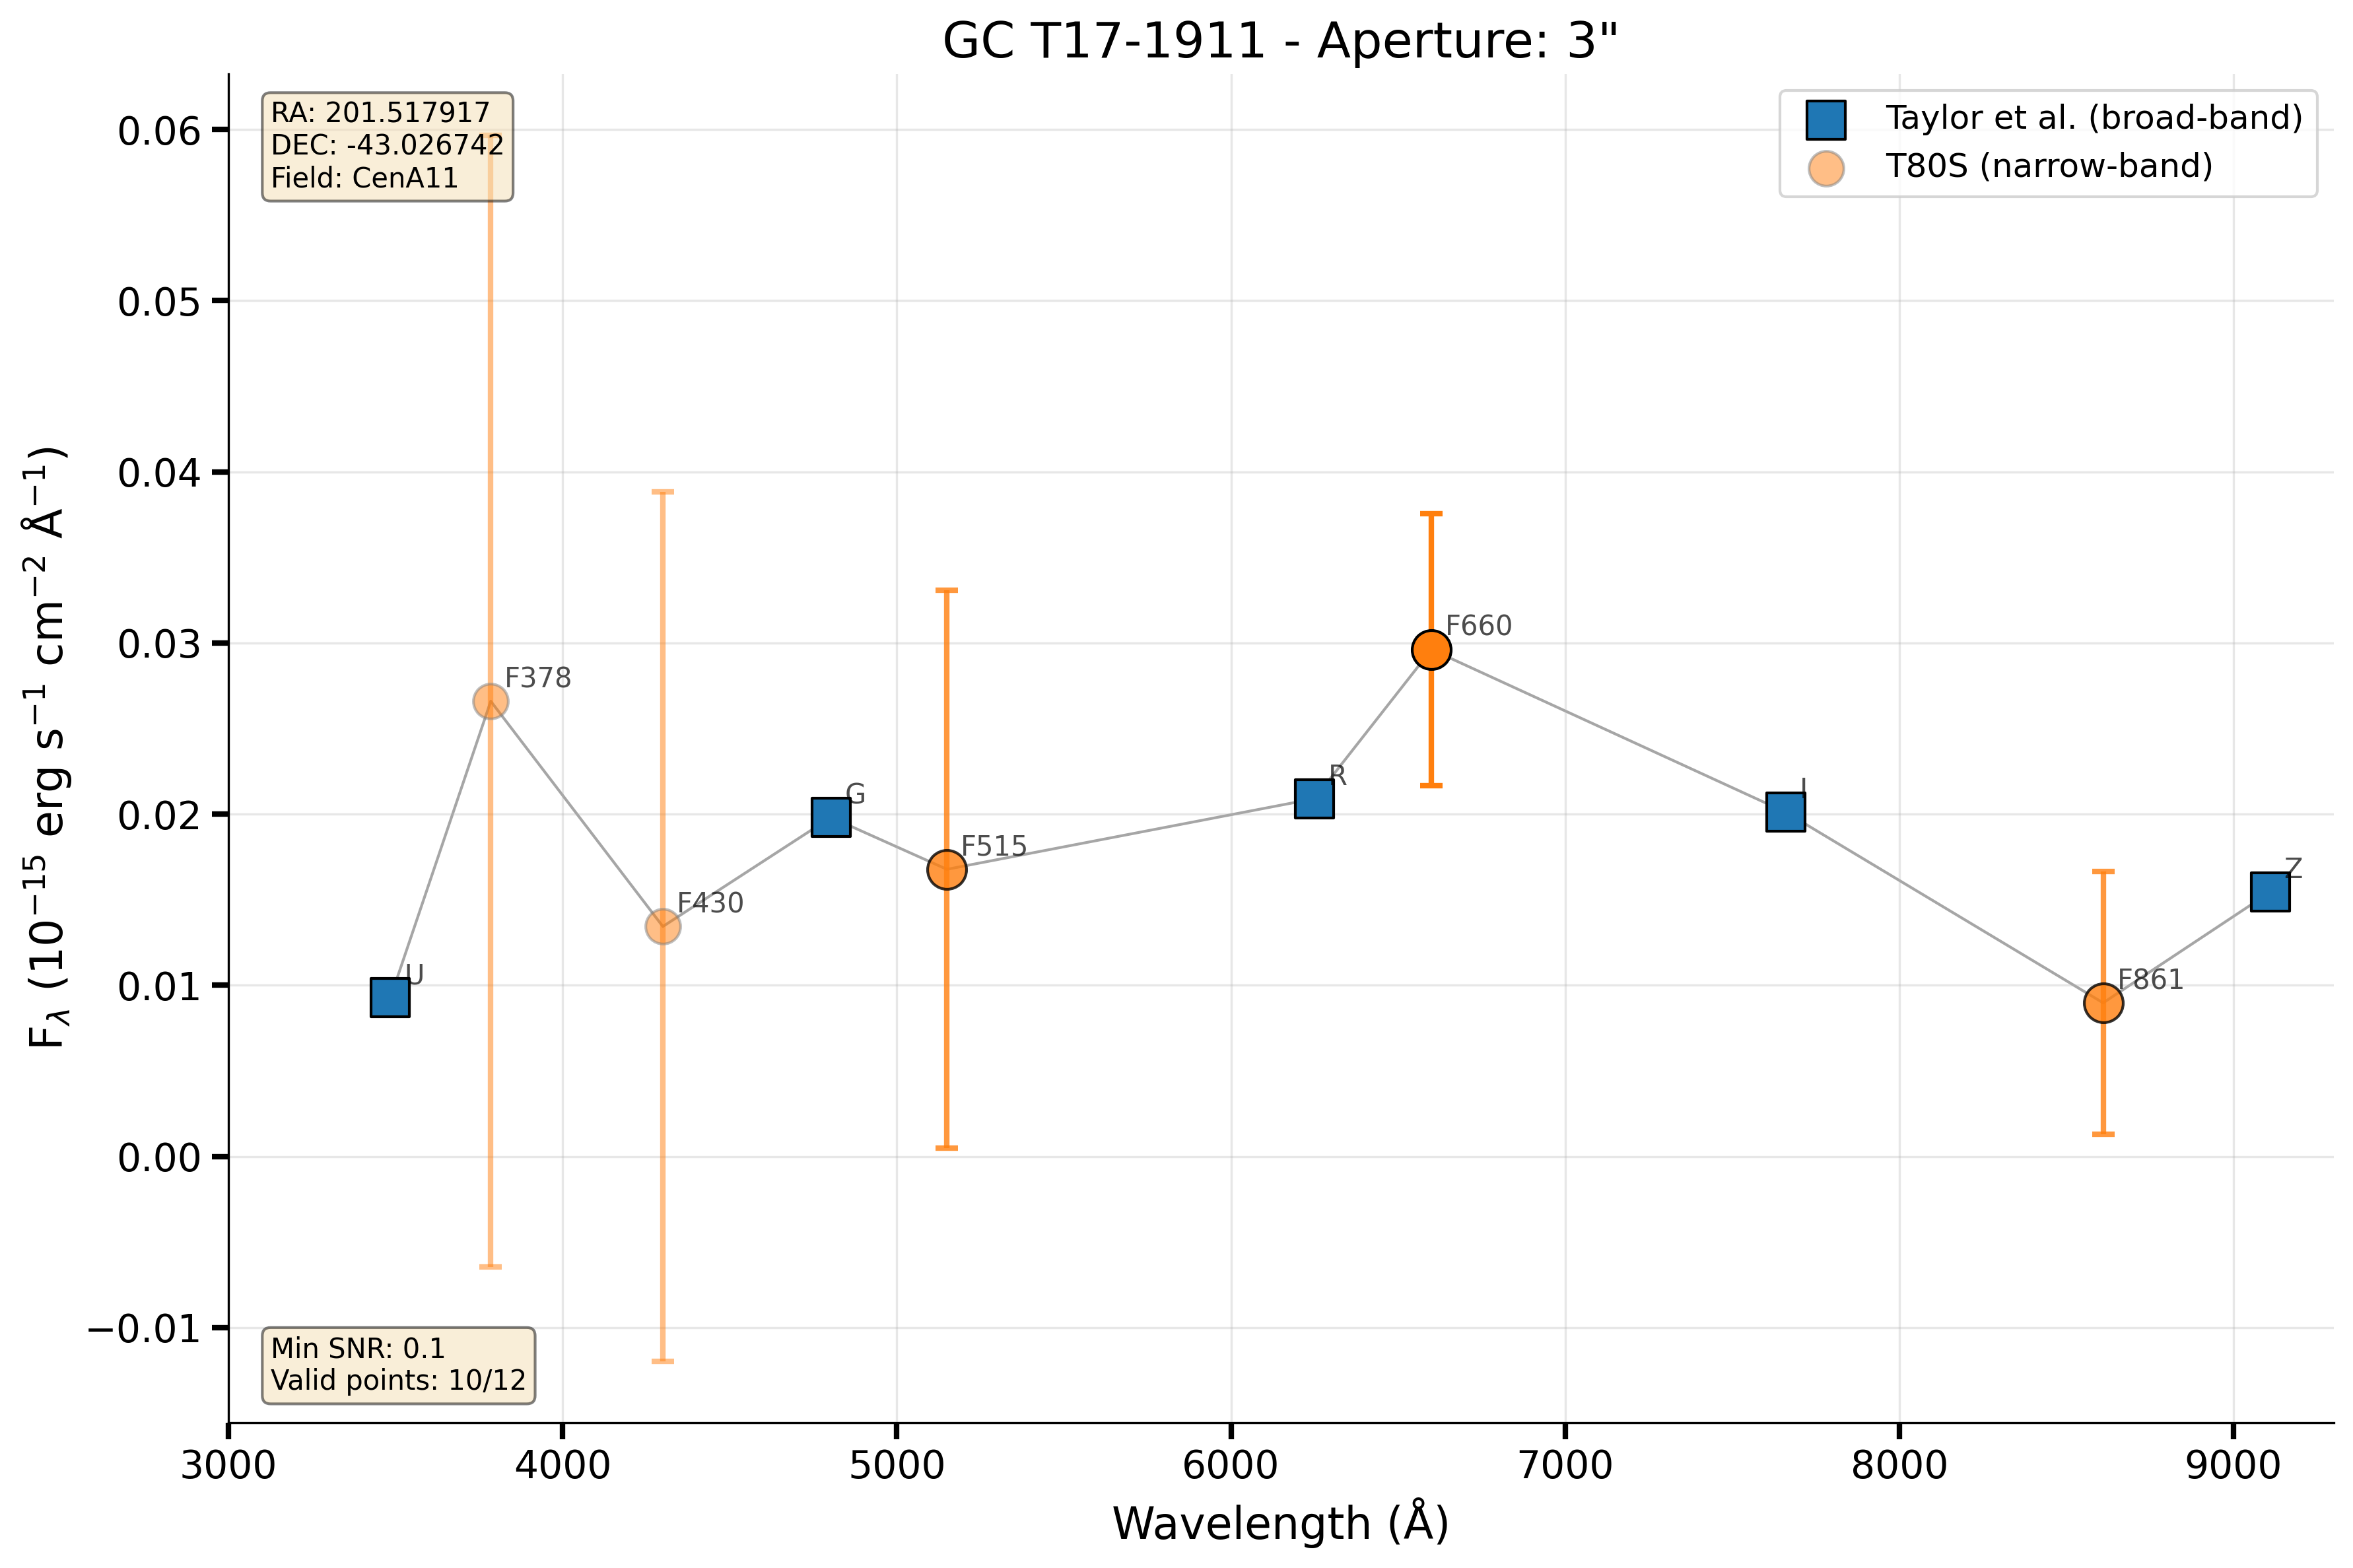 GC T17-1911 - Aperture: 3"
RA: 201.517917
DEC: -43.026742
Field: CenA11
Taylor et al. (broad-band)
T80S (narrow-band)
0.06
0.05
0.04
0.03
0.02
0.01
0.00
−0.01
Fλ (10⁻¹⁵ erg s⁻¹ cm⁻² Å⁻¹)
U
F378
F430
G
F515
R
F660
I
F861
Z
Min SNR: 0.1
Valid points: 10/12
3000 4000 5000 6000 7000 8000 9000
Wavelength (Å)